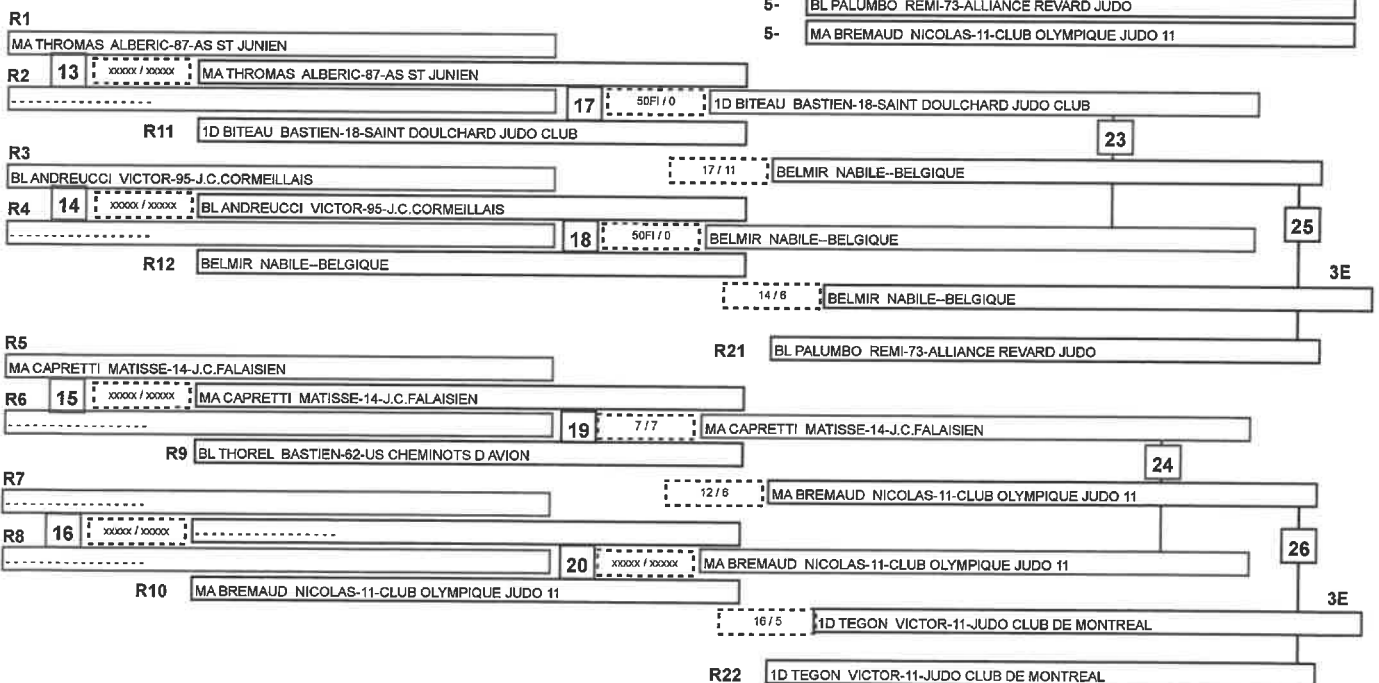 5- BL PALUMBO REMI-73-ALLIANCE REVARD JUDO
5- MA BREMAUD NICOLAS-11-CLUB OLYMPIQUE JUDO 11
R1
MA THROMAS ALBERIC-87-AS ST JUNIEN
R2 13 xxxxx / xxxxx MA THROMAS ALBERIC-87-AS ST JUNIEN
---------------- 17 50FI / 0 1D BITEAU BASTIEN-18-SAINT DOULCHARD JUDO CLUB
R11 1D BITEAU BASTIEN-18-SAINT DOULCHARD JUDO CLUB
23
R3
17 / 11 BELMIR NABILE--BELGIQUE
BL ANDREUCCI VICTOR-95-J.C.CORMEILLAIS
R4 14 xxxxx / xxxxx BL ANDREUCCI VICTOR-95-J.C.CORMEILLAIS
25
---------------- 18 50FI / 0 BELMIR NABILE--BELGIQUE
R12 BELMIR NABILE--BELGIQUE
3E
14 / 6 BELMIR NABILE--BELGIQUE
R5
R21 BL PALUMBO REMI-73-ALLIANCE REVARD JUDO
MA CAPRETTI MATISSE-14-J.C.FALAISIEN
R6 15 xxxxx / xxxxx MA CAPRETTI MATISSE-14-J.C.FALAISIEN
---------------- 19 7 / 7 MA CAPRETTI MATISSE-14-J.C.FALAISIEN
R9 BL THOREL BASTIEN-62-US CHEMINOTS D AVION
24
R7
12 / 6 MA BREMAUD NICOLAS-11-CLUB OLYMPIQUE JUDO 11
----------------
R8 16 xxxxx / xxxxx ----------------
26
---------------- 20 xxxxx / xxxxx MA BREMAUD NICOLAS-11-CLUB OLYMPIQUE JUDO 11
R10 MA BREMAUD NICOLAS-11-CLUB OLYMPIQUE JUDO 11
3E
16 / 5 1D TEGON VICTOR-11-JUDO CLUB DE MONTREAL
R22 1D TEGON VICTOR-11-JUDO CLUB DE MONTREAL